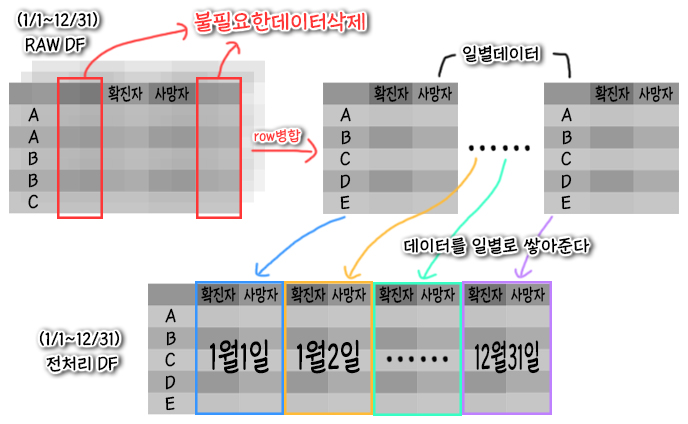 (1/1~12/31)
RAW DF
불필요한데이터삭제
일별데이터
확진자 사망자
A
A
B
B
C
row병합
확진자 사망자
A
B
C
D
E
......
확진자 사망자
A
B
C
D
E
데이터를 일별로 쌓아준다
(1/1~12/31)
전처리 DF
확진자 사망자 확진자 사망자 확진자 사망자 확진자 사망자
A
B
C
D
E
1월1일 1월2일 ...... 12월31일